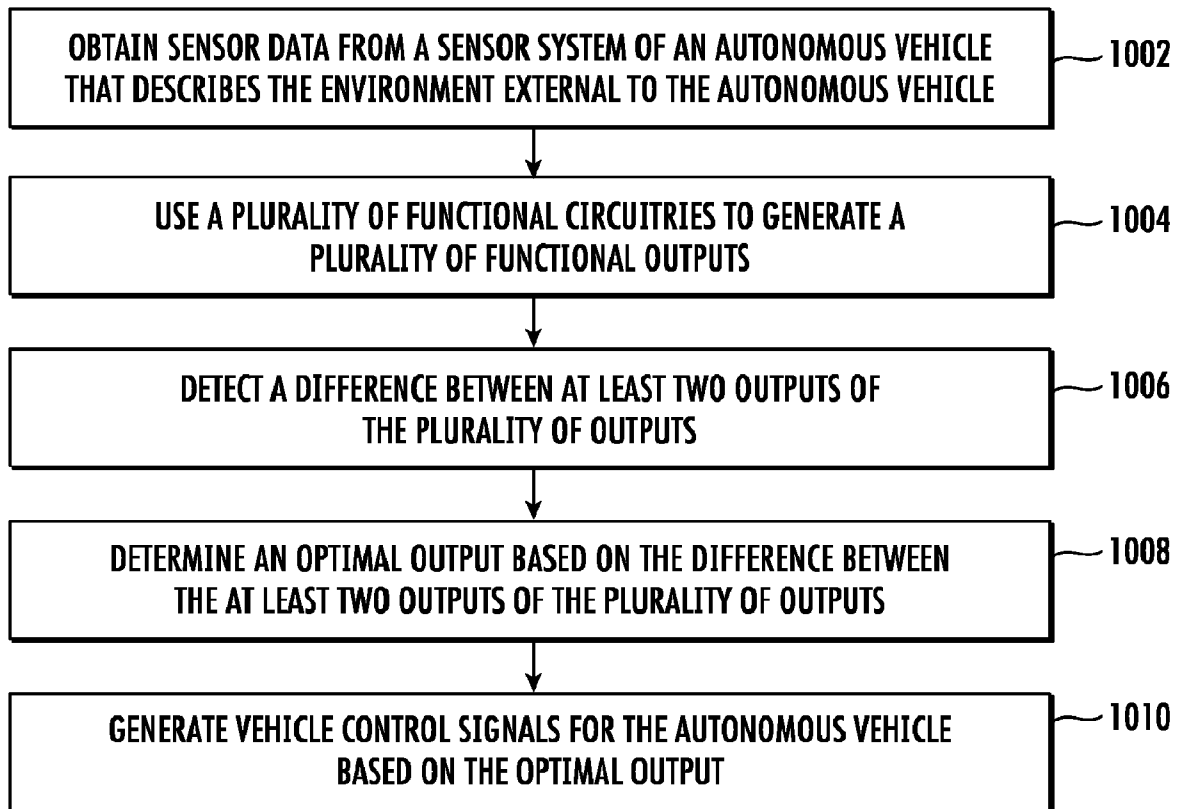 OBTAIN SENSOR DATA FROM A SENSOR SYSTEM OF AN AUTONOMOUS VEHICLE
THAT DESCRIBES THE ENVIRONMENT EXTERNAL TO THE AUTONOMOUS VEHICLE
1002
USE A PLURALITY OF FUNCTIONAL CIRCUITRIES TO GENERATE A
PLURALITY OF FUNCTIONAL OUTPUTS
1004
DETECT A DIFFERENCE BETWEEN AT LEAST TWO OUTPUTS OF
THE PLURALITY OF OUTPUTS
1006
DETERMINE AN OPTIMAL OUTPUT BASED ON THE DIFFERENCE BETWEEN
THE AT LEAST TWO OUTPUTS OF THE PLURALITY OF OUTPUTS
1008
GENERATE VEHICLE CONTROL SIGNALS FOR THE AUTONOMOUS VEHICLE
BASED ON THE OPTIMAL OUTPUT
1010